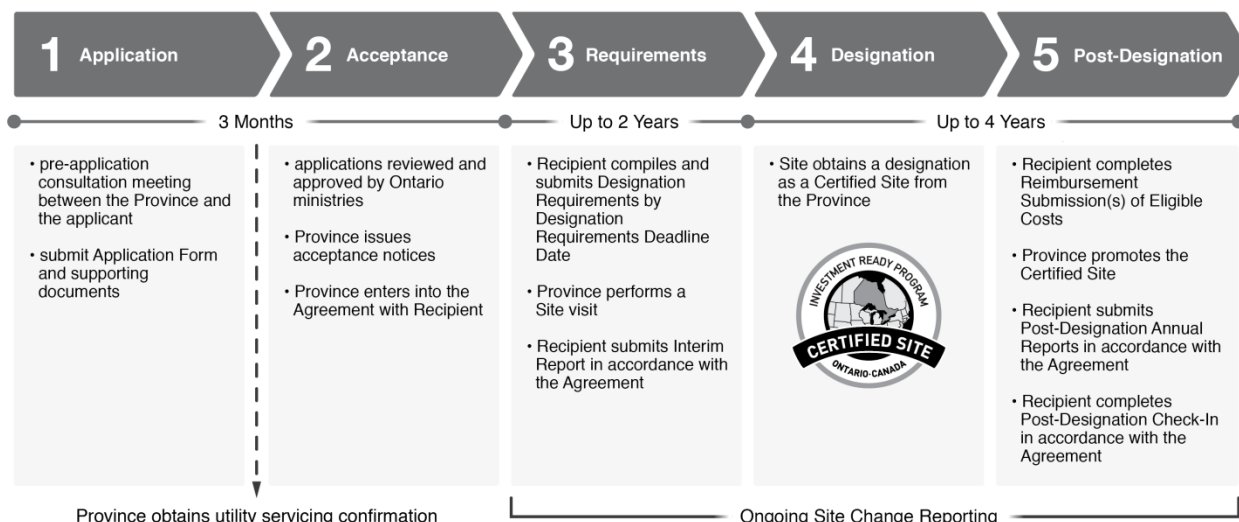 1 Application
2 Acceptance
3 Requirements
4 Designation
5 Post-Designation
3 Months
Up to 2 Years
Up to 4 Years
• pre-application
consultation meeting
between the Province and
the applicant
• submit Application Form
and supporting
documents
• applications reviewed and
approved by Ontario
ministries
• Province issues
acceptance notices
• Province enters into the
Agreement with Recipient
• Recipient compiles and
submits Designation
Requirements by
Designation
Requirements Deadline
Date
• Province performs a
Site visit
• Recipient submits Interim
Report in accordance with
the Agreement
• Site obtains a designation
as a Certified Site from
the Province
INVESTMENT READY PROGRAM
CERTIFIED SITE
ONTARIO-CANADA
• Recipient completes
Reimbursement
Submission(s) of Eligible
Costs
• Province promotes the
Certified Site
• Recipient submits
Post-Designation Annual
Reports in accordance with
the Agreement
• Recipient completes
Post-Designation Check-In
in accordance with the
Agreement
Province obtains utility servicing confirmation
Ongoing Site Change Reporting